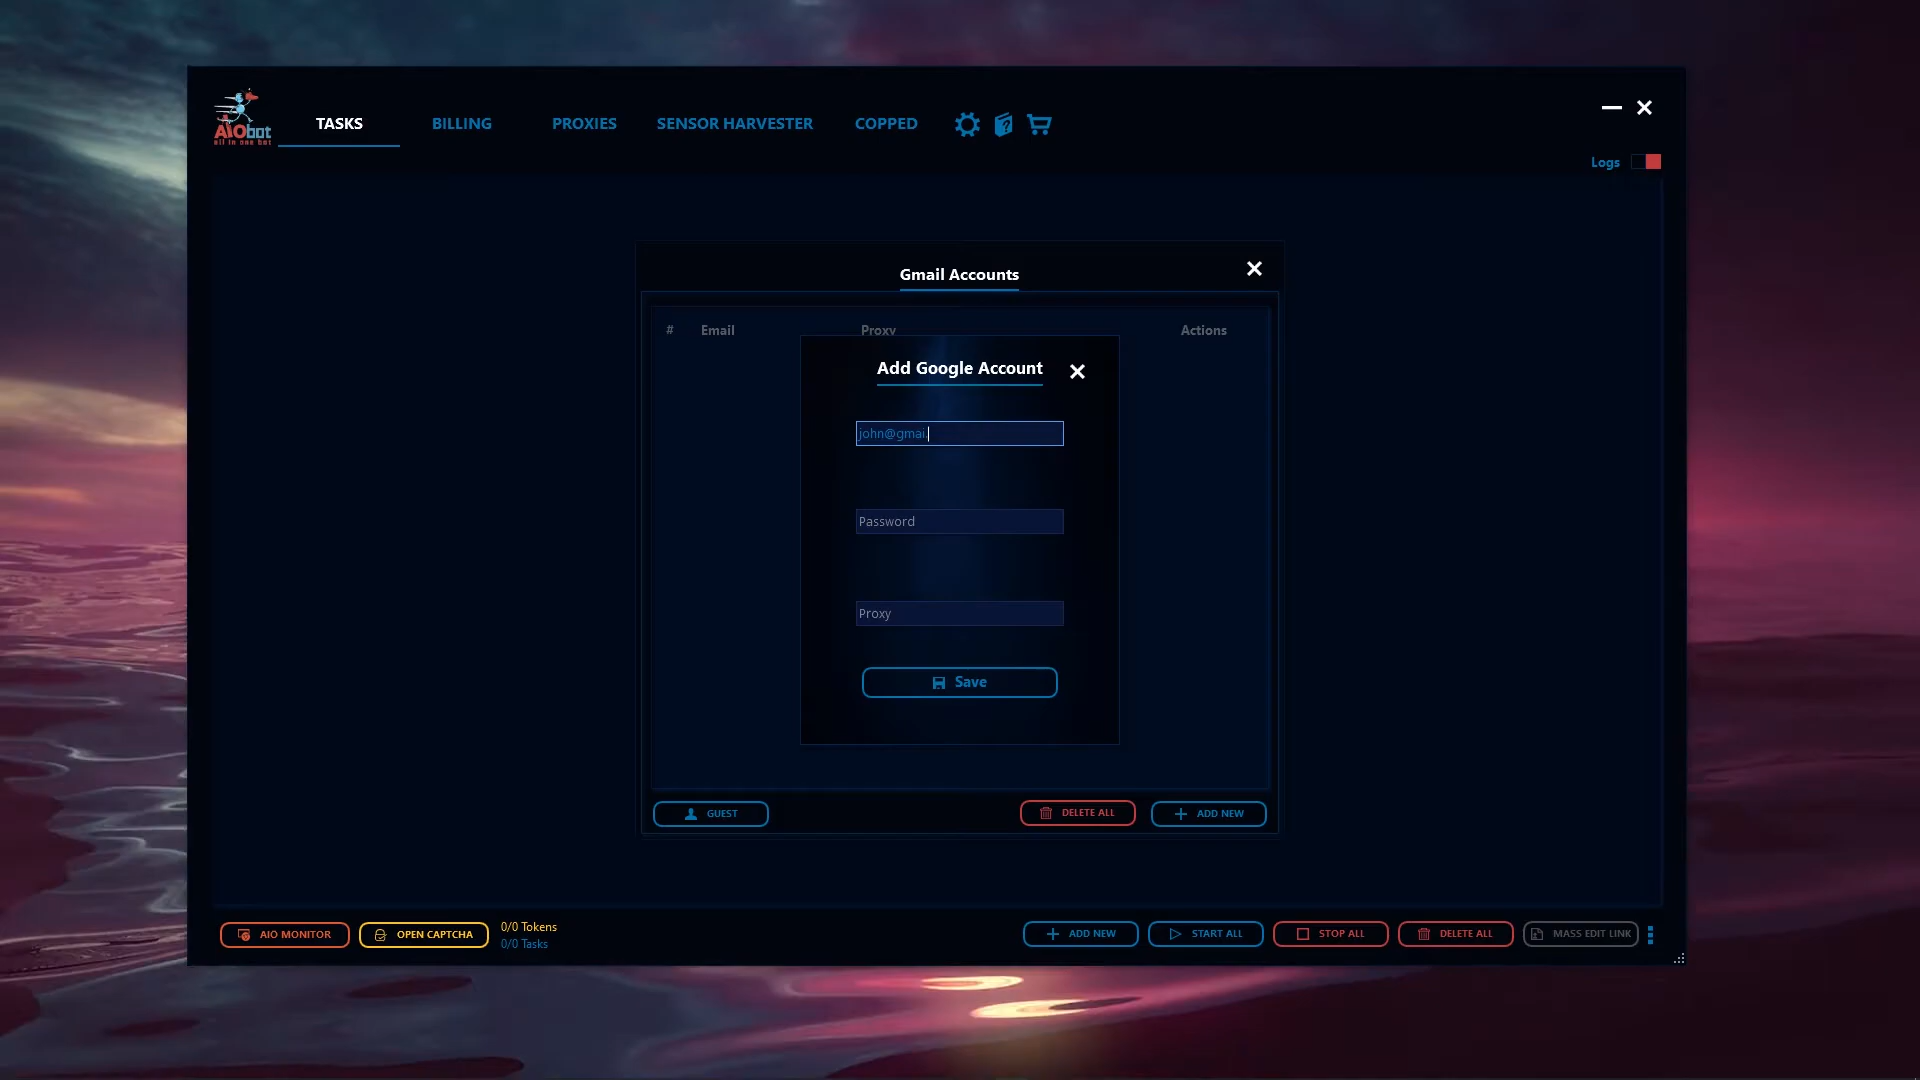 AIObot
all in one bot
TASKS
BILLING
PROXIES
SENSOR HARVESTER
COPPED
Logs
Gmail Accounts
# Email Proxy Actions
Add Google Account
john@gmai.
Password
Proxy
Save
GUEST
DELETE ALL
ADD NEW
AIO MONITOR
OPEN CAPTCHA
0/0 Tokens
0/0 Tasks
ADD NEW
START ALL
STOP ALL
DELETE ALL
MASS EDIT LINK